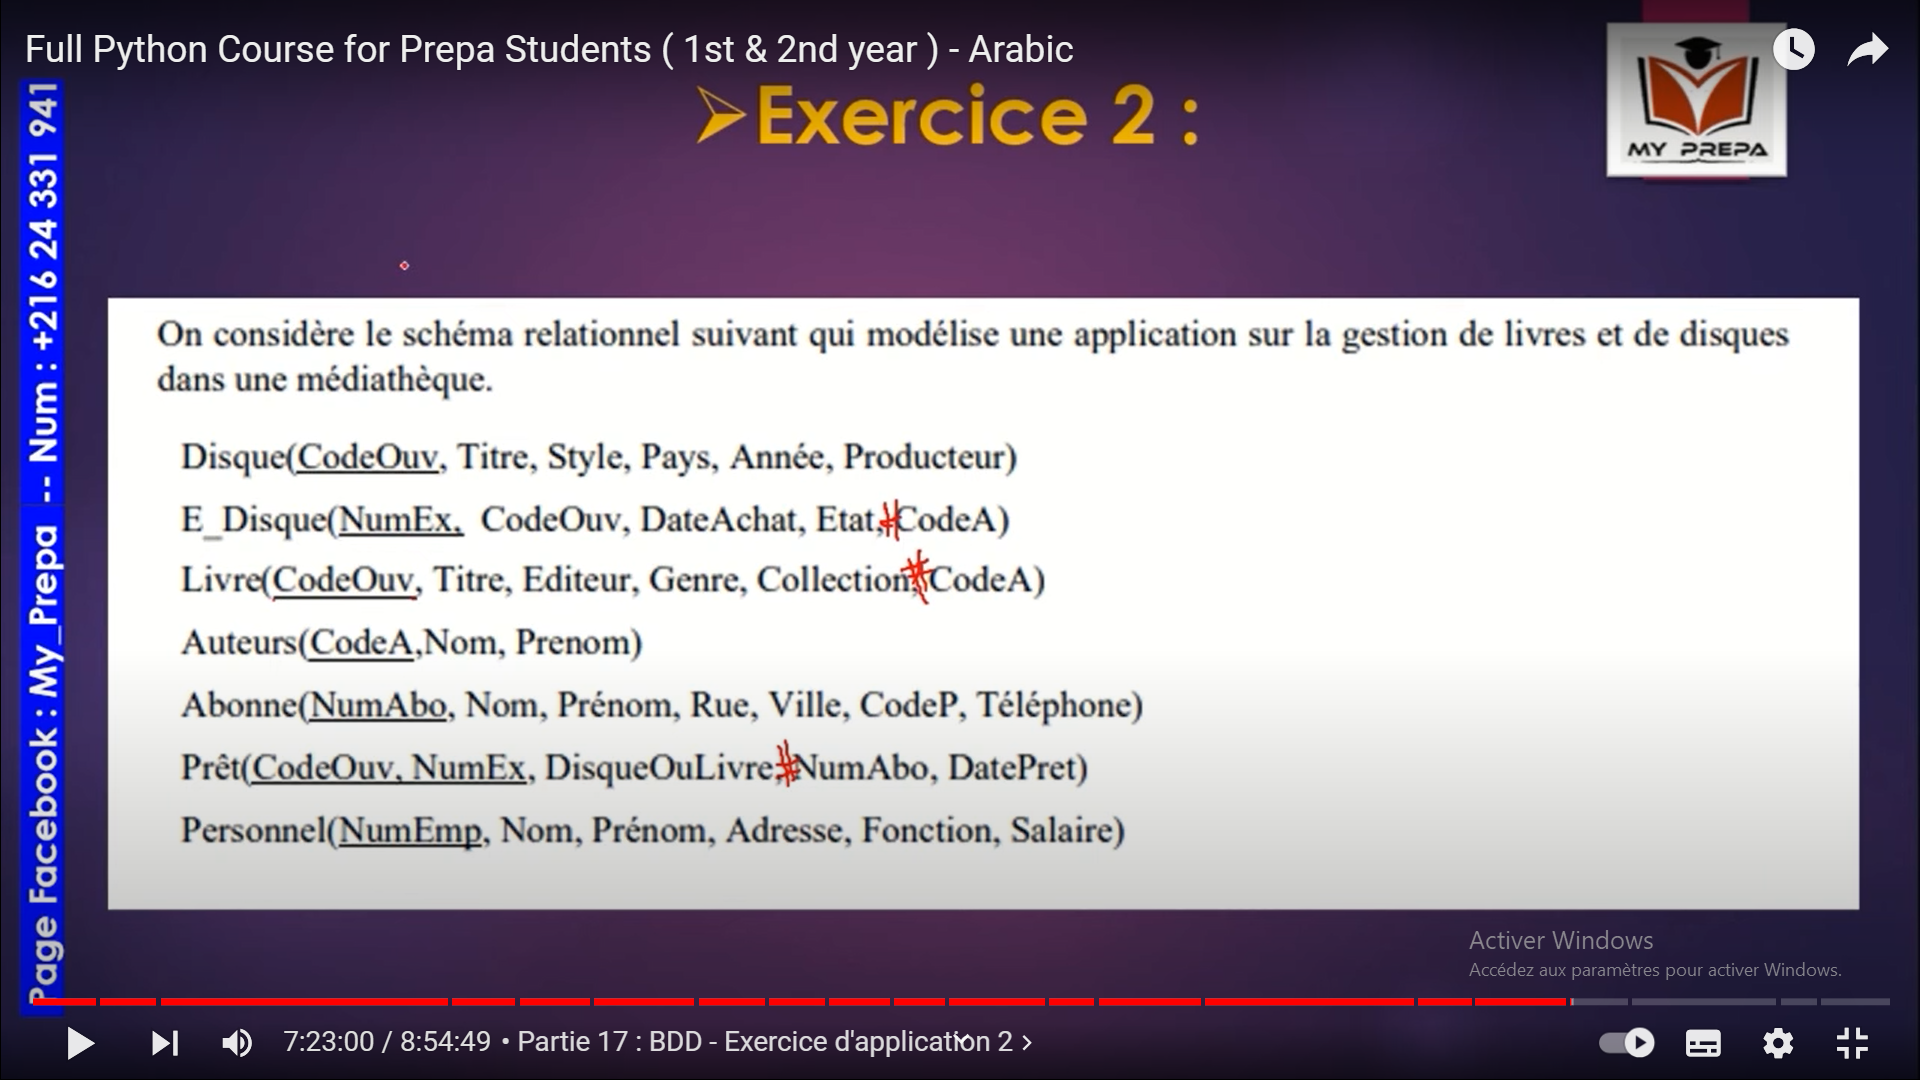 Full Python Course for Prepa Students ( 1st & 2nd year ) - Arabic
➢Exercice 2 :
MY PREPA
Page Facebook : My_Prepa -- Num : +216 24 331 941
On considère le schéma relationnel suivant qui modélise une application sur la gestion de livres et de disques
dans une médiathèque.
Disque(CodeOuv, Titre, Style, Pays, Année, Producteur)
E_Disque(NumEx, CodeOuv, DateAchat, Etat, #CodeA)
Livre(CodeOuv, Titre, Editeur, Genre, Collection, #CodeA)
Auteurs(CodeA,Nom, Prenom)
Abonne(NumAbo, Nom, Prénom, Rue, Ville, CodeP, Téléphone)
Prêt(CodeOuv, NumEx, DisqueOuLivre, #NumAbo, DatePret)
Personnel(NumEmp, Nom, Prénom, Adresse, Fonction, Salaire)
Activer Windows
Accédez aux paramètres pour activer Windows.
7:23:00 / 8:54:49 • Partie 17 : BDD - Exercice d'application 2 ›